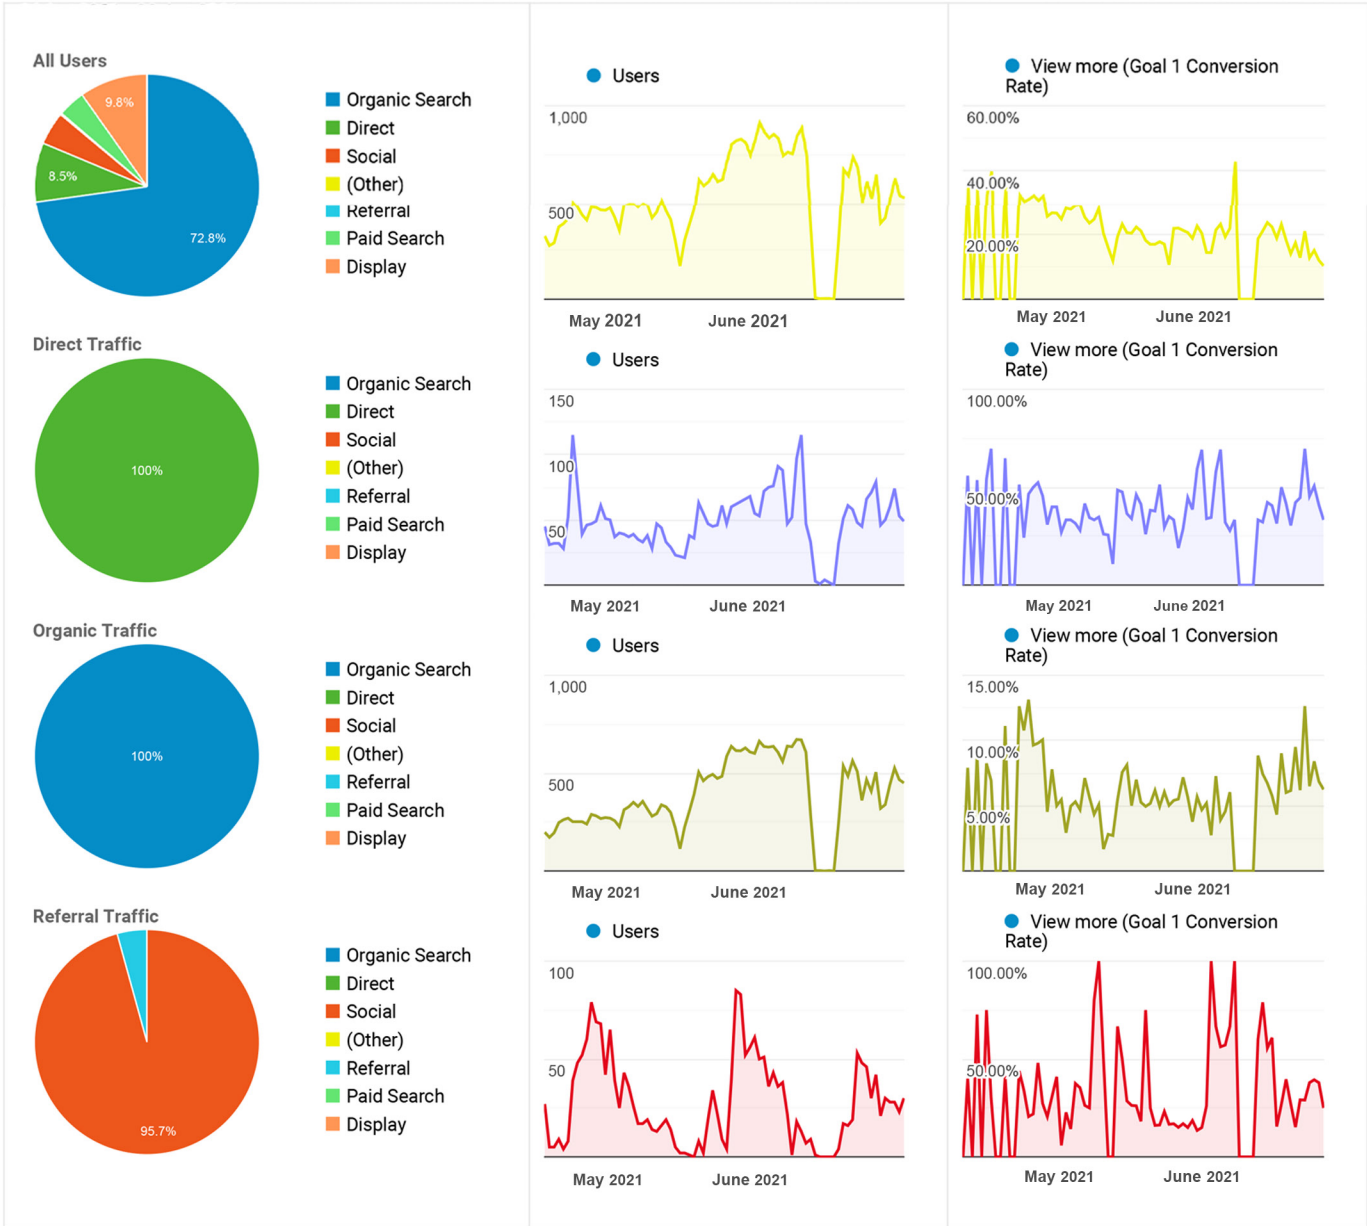 All Users
9.8%
8.5%
72.8%
Organic Search
Direct
Social
(Other)
Referral
Paid Search
Display
Users
1,000
500
May 2021 June 2021
View more (Goal 1 Conversion
Rate)
60.00%
40.00%
20.00%
May 2021 June 2021
Direct Traffic
100%
Organic Search
Direct
Social
(Other)
Referral
Paid Search
Display
Users
150
100
50
May 2021 June 2021
View more (Goal 1 Conversion
Rate)
100.00%
50.00%
May 2021 June 2021
Organic Traffic
100%
Organic Search
Direct
Social
(Other)
Referral
Paid Search
Display
Users
1,000
500
May 2021 June 2021
View more (Goal 1 Conversion
Rate)
15.00%
10.00%
5.00%
May 2021 June 2021
Referral Traffic
95.7%
Organic Search
Direct
Social
(Other)
Referral
Paid Search
Display
Users
100
50
May 2021 June 2021
View more (Goal 1 Conversion
Rate)
100.00%
50.00%
May 2021 June 2021